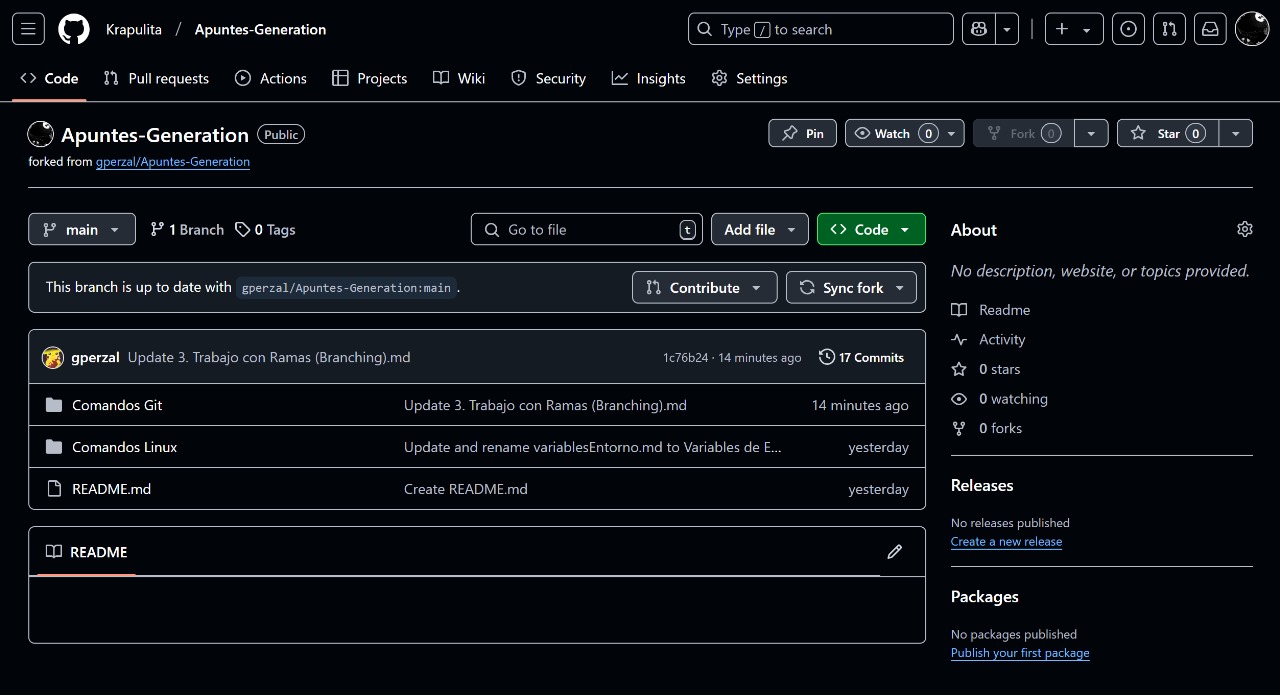 Krapulita / Apuntes-Generation
Type / to search
Code
Pull requests
Actions
Projects
Wiki
Security
Insights
Settings
Apuntes-Generation Public
Pin
Watch 0
Fork 0
Star 0
forked from gperzal/Apuntes-Generation
main
1 Branch
0 Tags
Go to file t
Add file
Code
This branch is up to date with gperzal/Apuntes-Generation:main .
Contribute
Sync fork
gperzal Update 3. Trabajo con Ramas (Branching).md 1c76b24 · 14 minutes ago 17 Commits
Comandos Git Update 3. Trabajo con Ramas (Branching).md 14 minutes ago
Comandos Linux Update and rename variablesEntorno.md to Variables de E... yesterday
README.md Create README.md yesterday
README
About
No description, website, or topics provided.
Readme
Activity
0 stars
0 watching
0 forks
Releases
No releases published
Create a new release
Packages
No packages published
Publish your first package